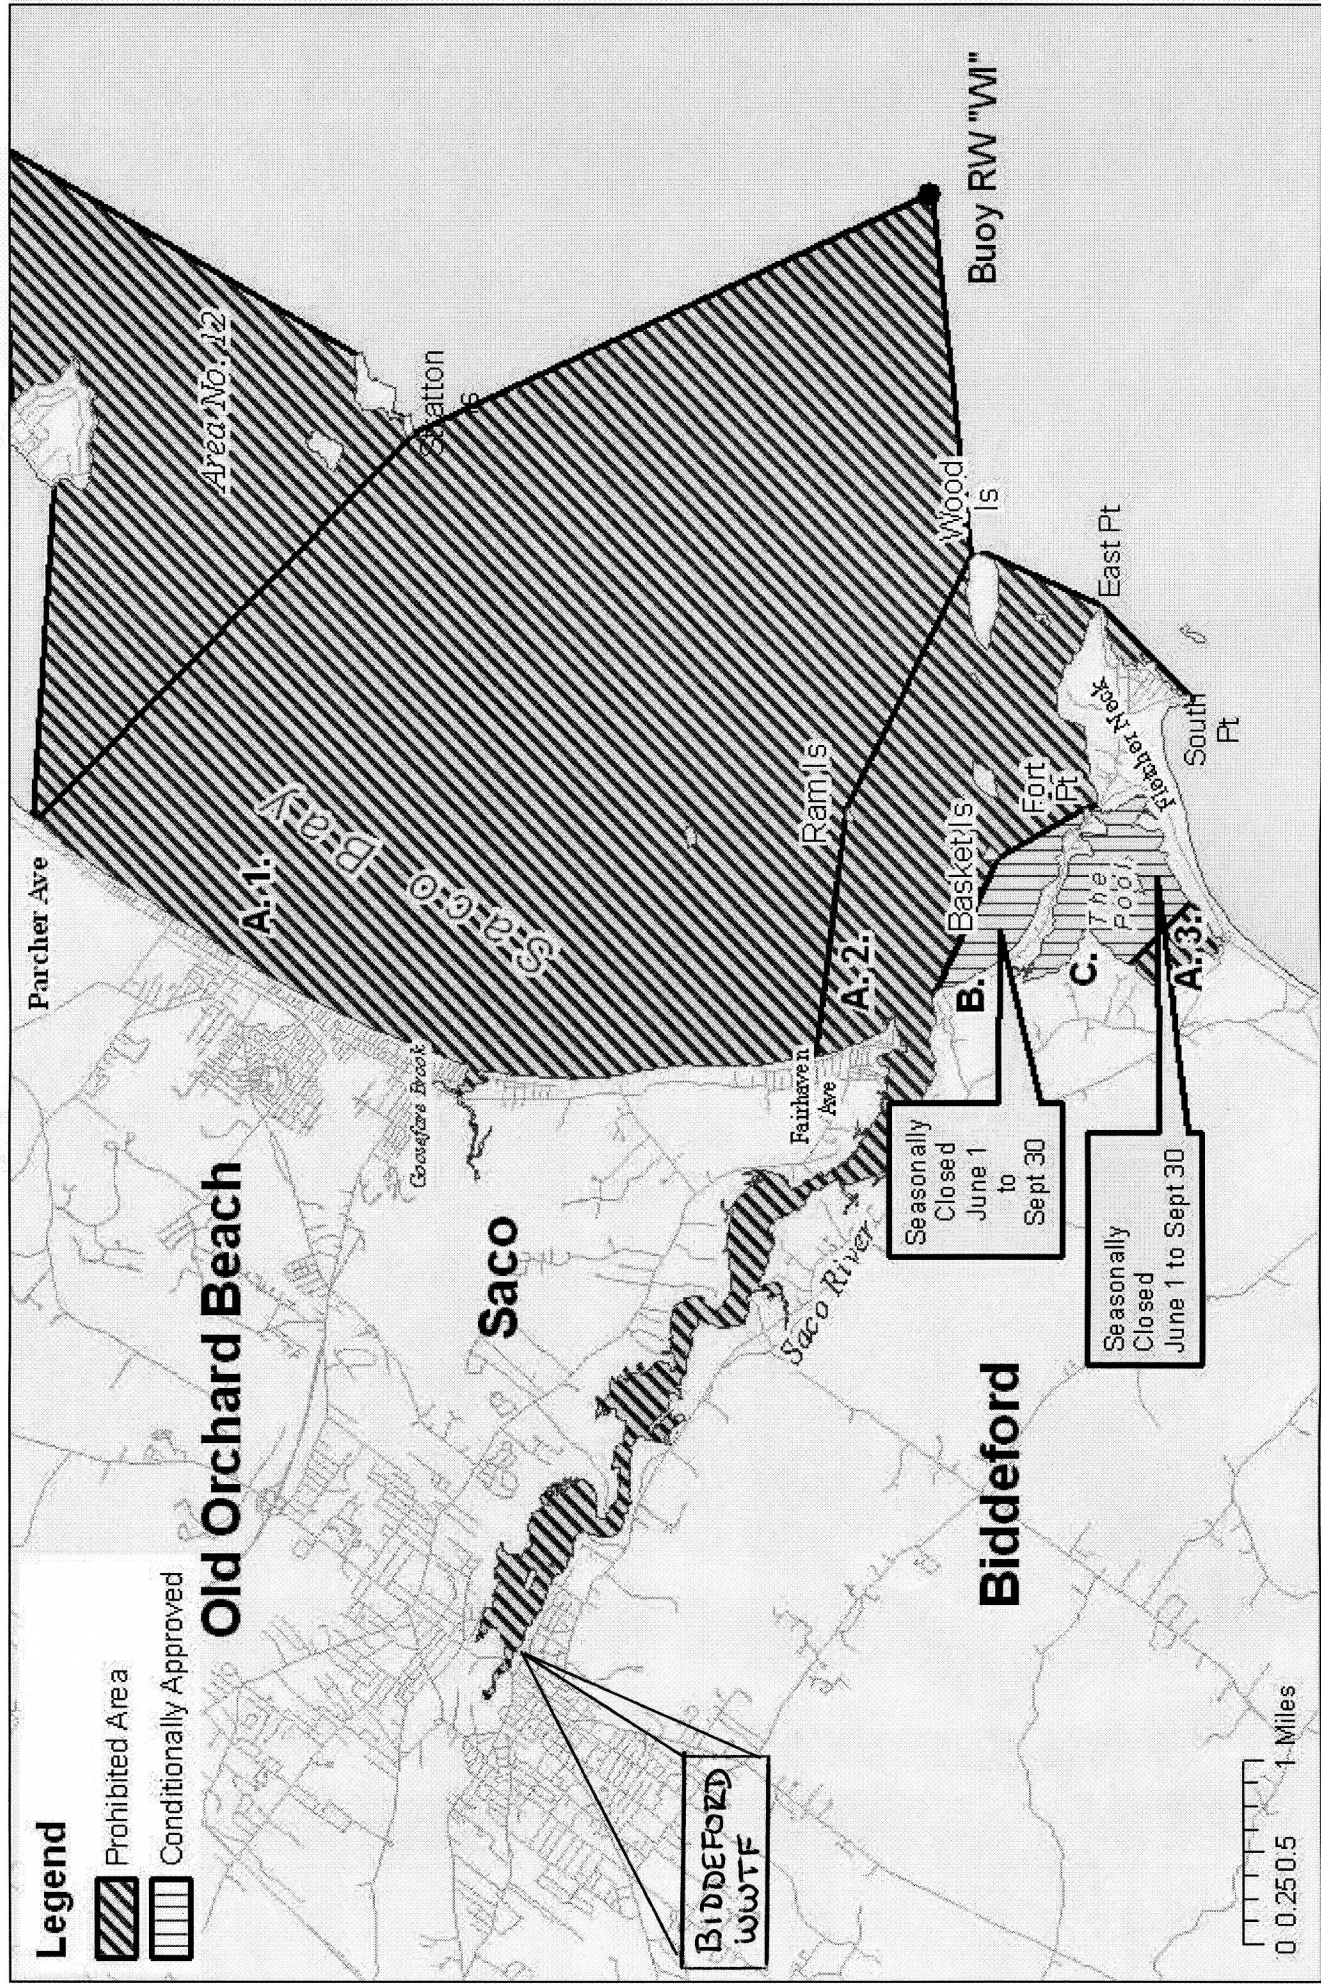 Legend
Prohibited Area
Conditionally Approved
Old Orchard Beach
Parcher Ave
Area No. 12
A.1.
Saco Bay
Stratton
Is
Goosefare Brook
Saco
Fairhaven
Ave
Ram Is
A.2.
Saco River
Basket Is
Wood
Is
Buoy RW "WI"
B.
Fort
Pt
Seasonally
Closed
June 1
to
Sept 30
Biddeford
C.
The
Pool
East Pt
Fletcher Neck
A.3.
South
Pt
Seasonally
Closed
June 1 to Sept 30
BIDDEFORD
WWTF
0 0.25 0.5 1 Miles